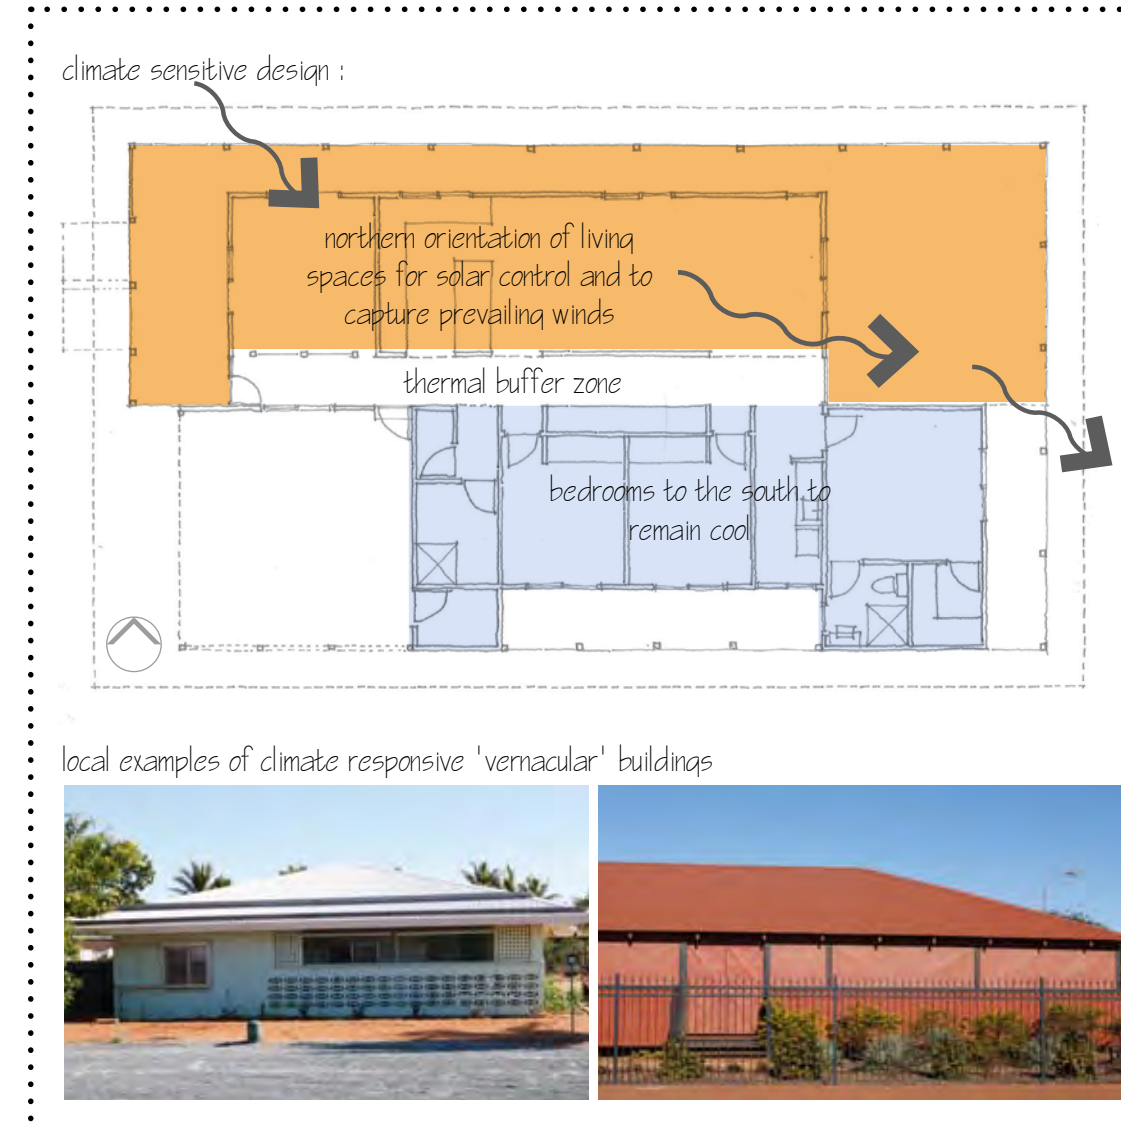 climate sensitive design :
northern orientation of living
spaces for solar control and to
capture prevailing winds
thermal buffer zone
bedrooms to the south to
remain cool
local examples of climate responsive 'vernacular' buildings